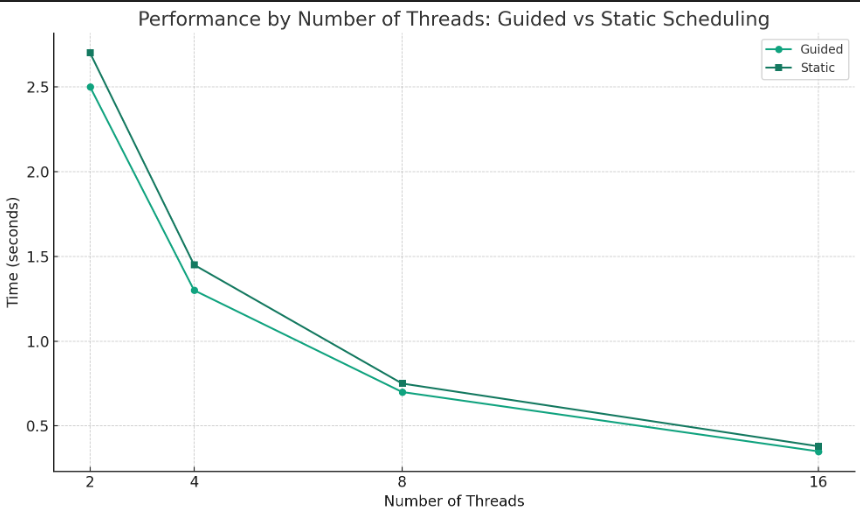 Performance by Number of Threads: Guided vs Static Scheduling
Guided
Static
2.5
2.0
1.5
1.0
0.5
Time (seconds)
2 4 8 16
Number of Threads